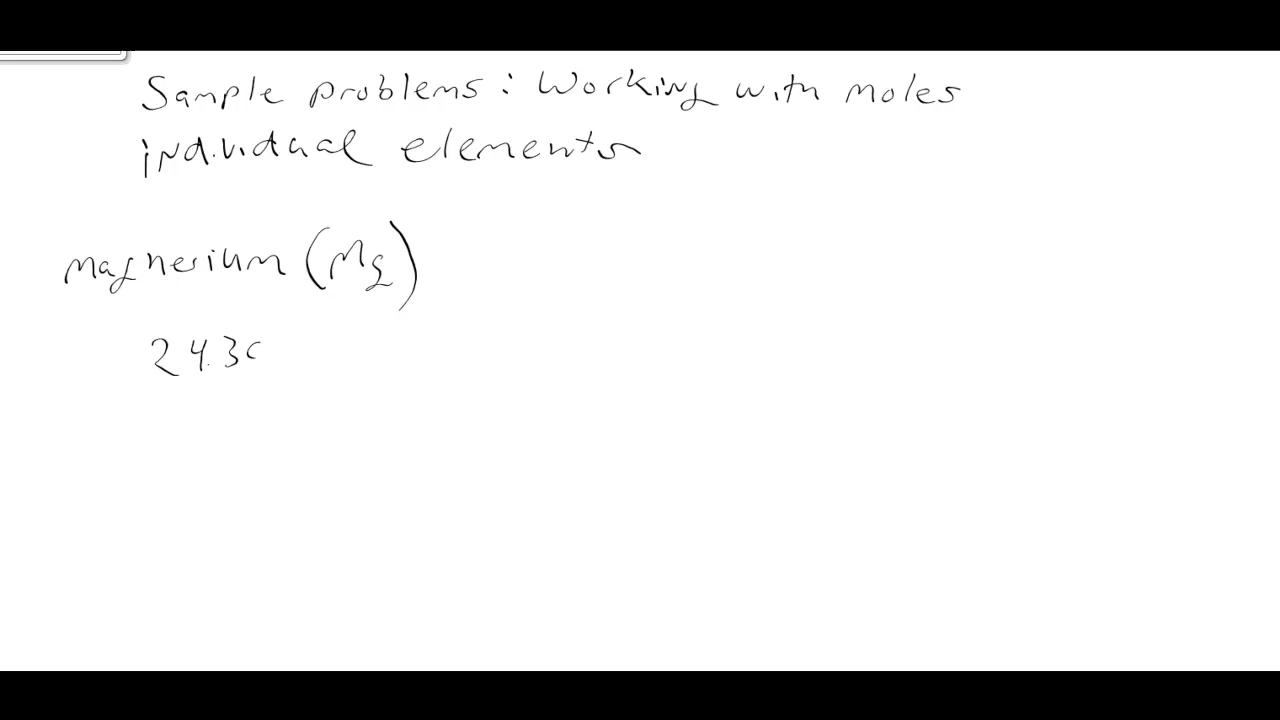 Sample problems: Working with moles
individual elements
magnesium (Mg)
24.30